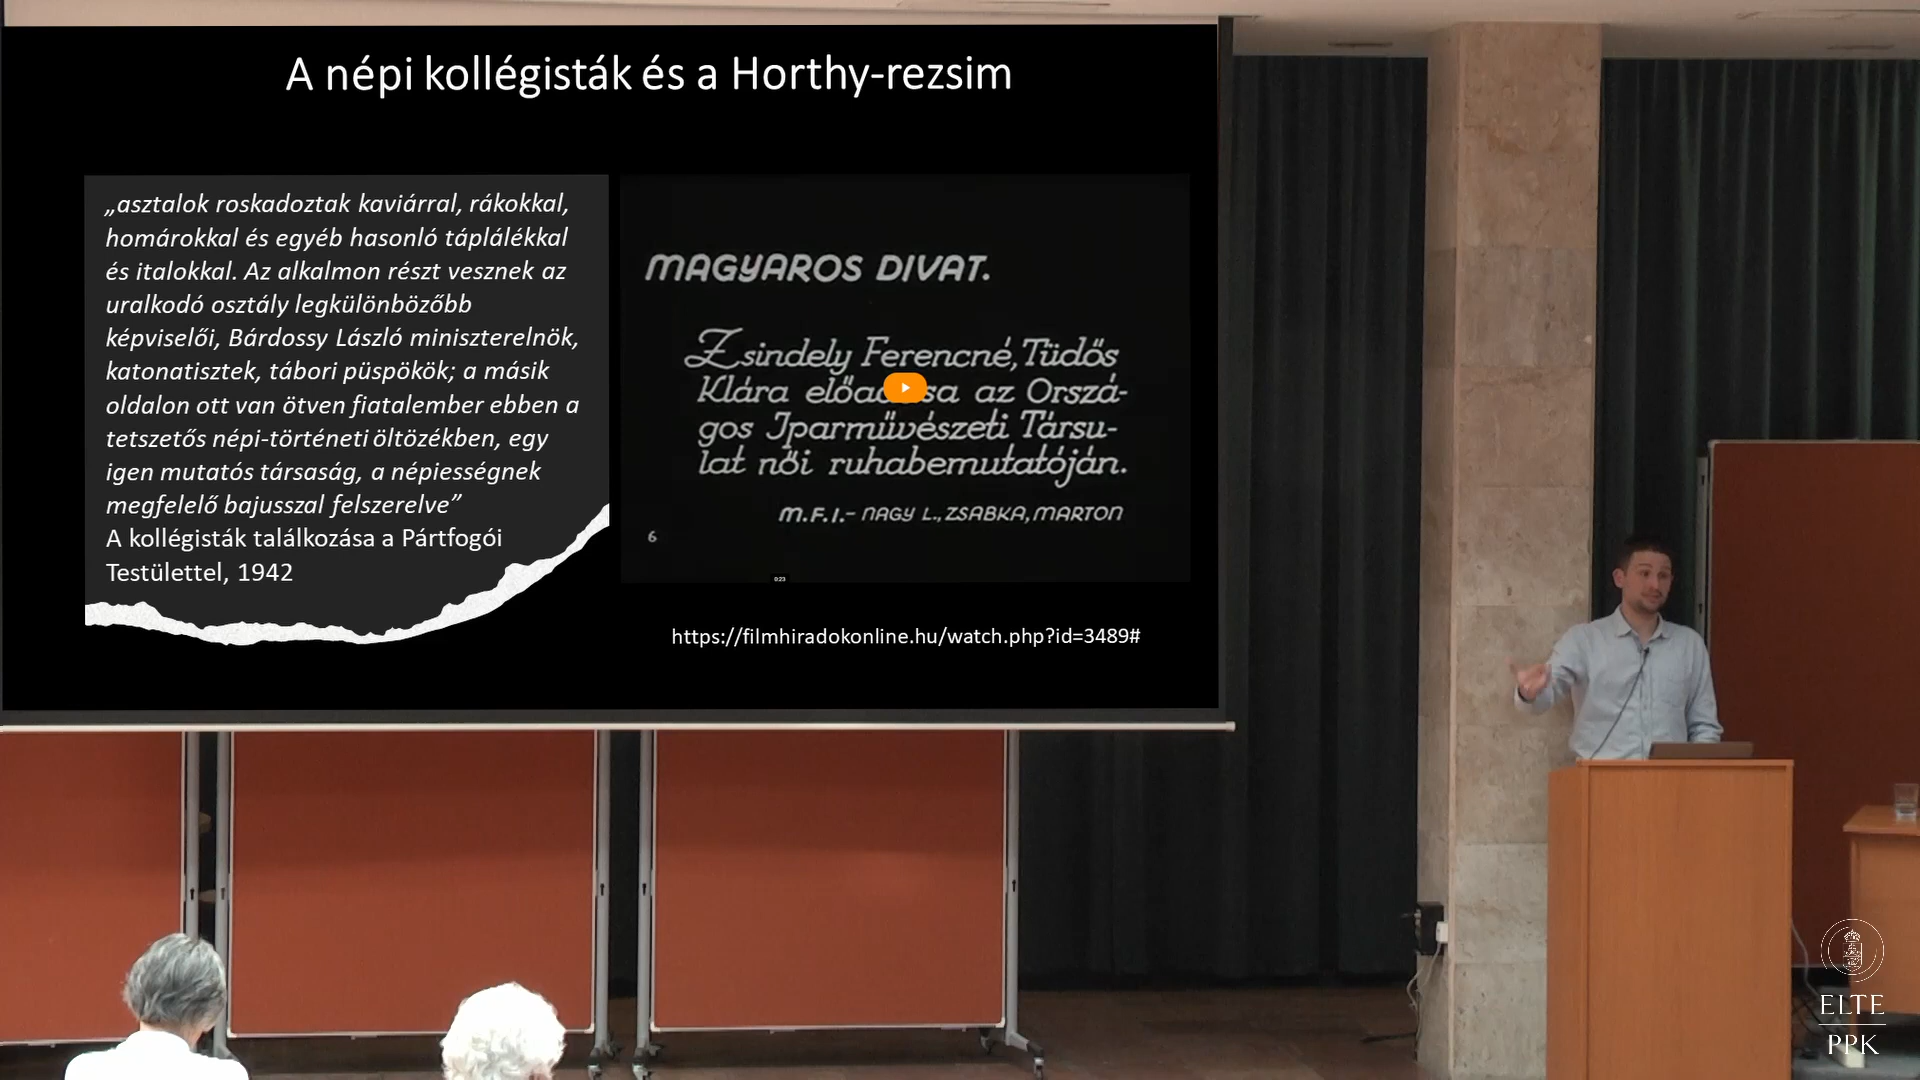 A népi kollégisták és a Horthy-rezsim
„asztalok roskadoztak kaviárral, rákokkal,
homárokkal és egyéb hasonló táplálékkal
és italokkal. Az alkalmon részt vesznek az
uralkodó osztály legkülönbözőbb
képviselői, Bárdossy László miniszterelnök,
katonatisztek, tábori püspökök; a másik
oldalon ott van ötven fiatalember ebben a
tetszetős népi-történeti öltözékben, egy
igen mutatós társaság, a népiességnek
megfelelő bajusszal felszerelve”
A kollégisták találkozása a Pártfogói
Testülettel, 1942
MAGYAROS DIVAT.
Zsindely Ferencné, Tüdős
Klára az Orszá-
gos Iparművészeti Társu-
lat női ruhabemutatóján.
M.F.I.- NAGY L., ZSABKA, MARTON
6
0:23
https://filmhiradokonline.hu/watch.php?id=3489#
ELTE
PPK